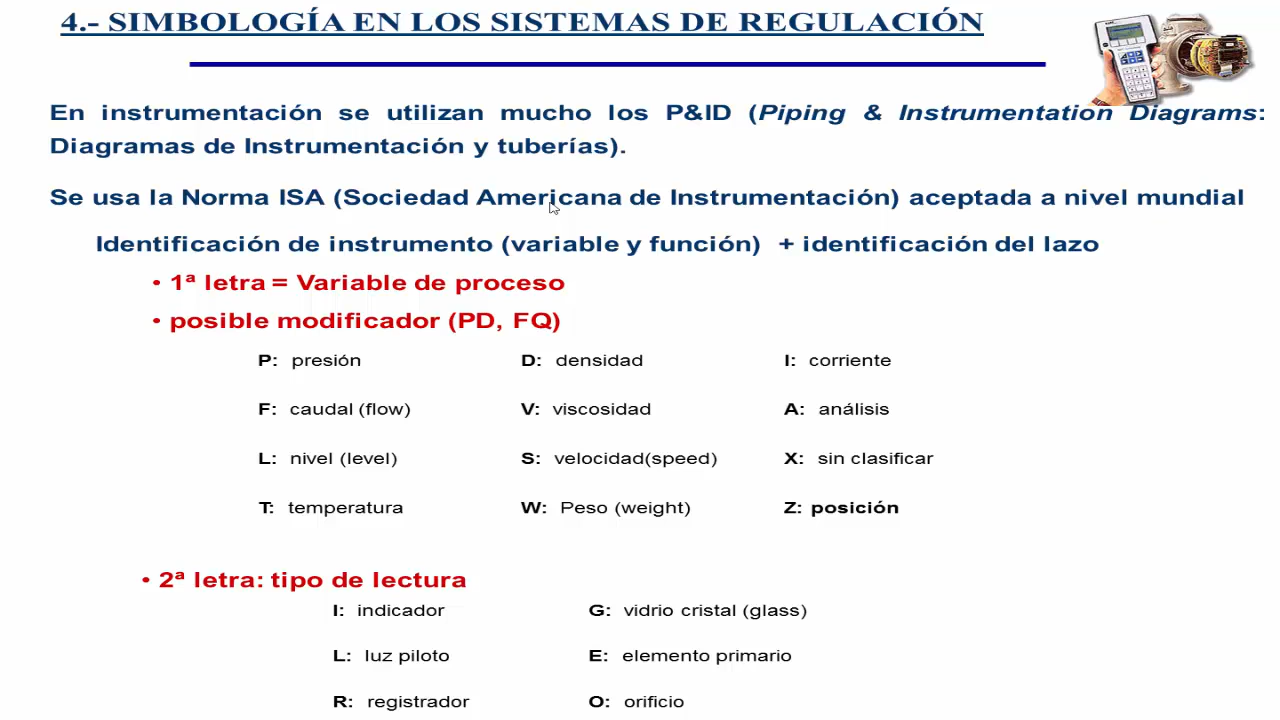 4.- SIMBOLOGÍA EN LOS SISTEMAS DE REGULACIÓN
En instrumentación se utilizan mucho los P&ID (Piping & Instrumentation Diagrams:
Diagramas de Instrumentación y tuberías).
Se usa la Norma ISA (Sociedad Americana de Instrumentación) aceptada a nivel mundial
Identificación de instrumento (variable y función) + identificación del lazo
• 1ª letra = Variable de proceso
• posible modificador (PD, FQ)
P: presión D: densidad I: corriente
F: caudal (flow) V: viscosidad A: análisis
L: nivel (level) S: velocidad(speed) X: sin clasificar
T: temperatura W: Peso (weight) Z: posición
• 2ª letra: tipo de lectura
I: indicador G: vidrio cristal (glass)
L: luz piloto E: elemento primario
R: registrador O: orificio